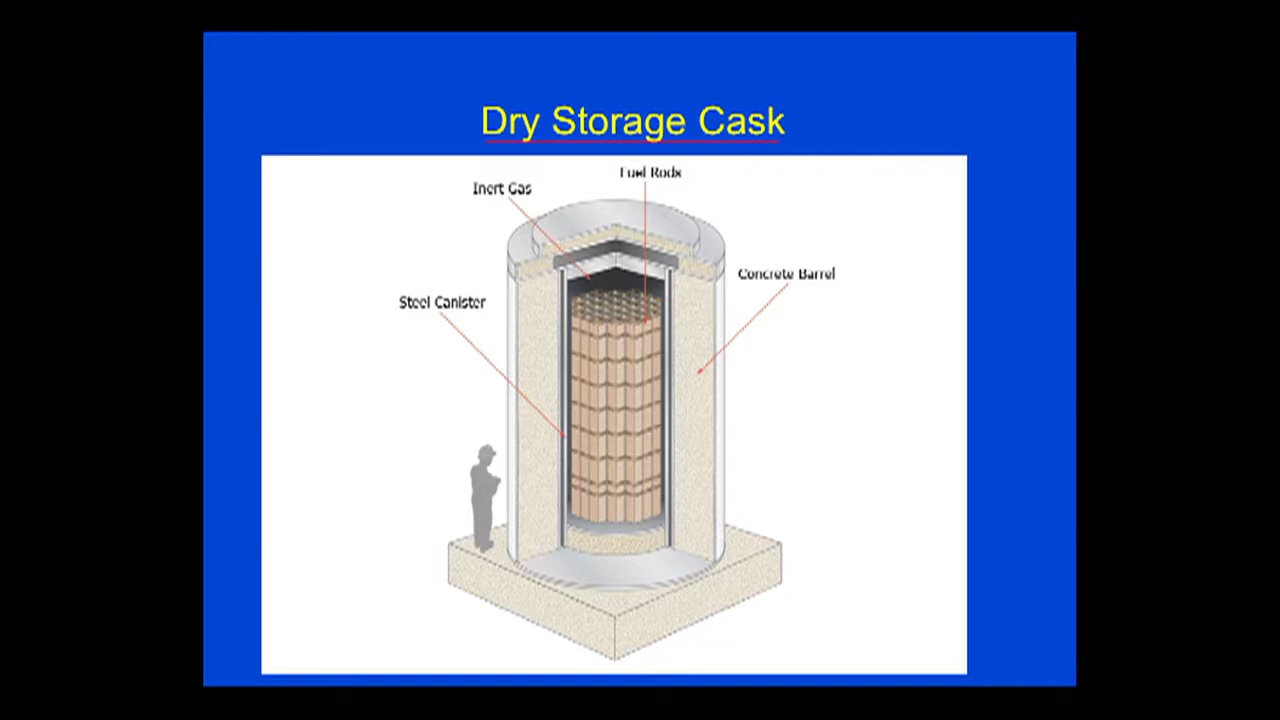 Dry Storage Cask
Fuel Rods
Inert Gas
Concrete Barrel
Steel Canister